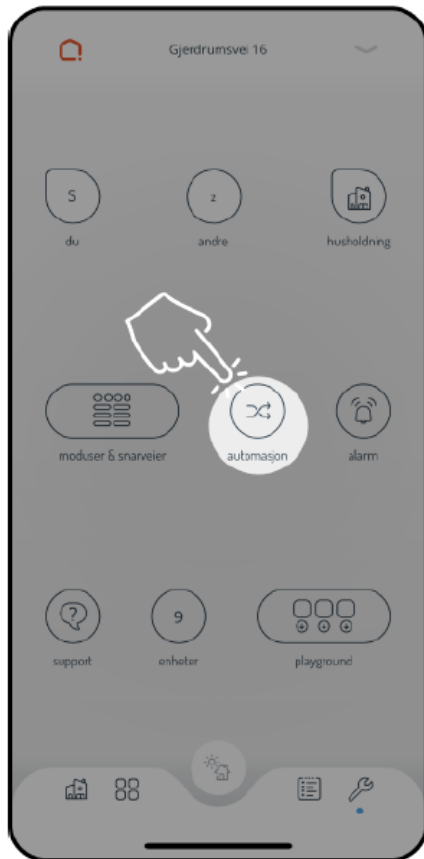 Gjerdrumsvei 16
S
z
du
andre
husholdning
moduser & snarveier
automasjon
alarm
?
9
support
enheter
playground